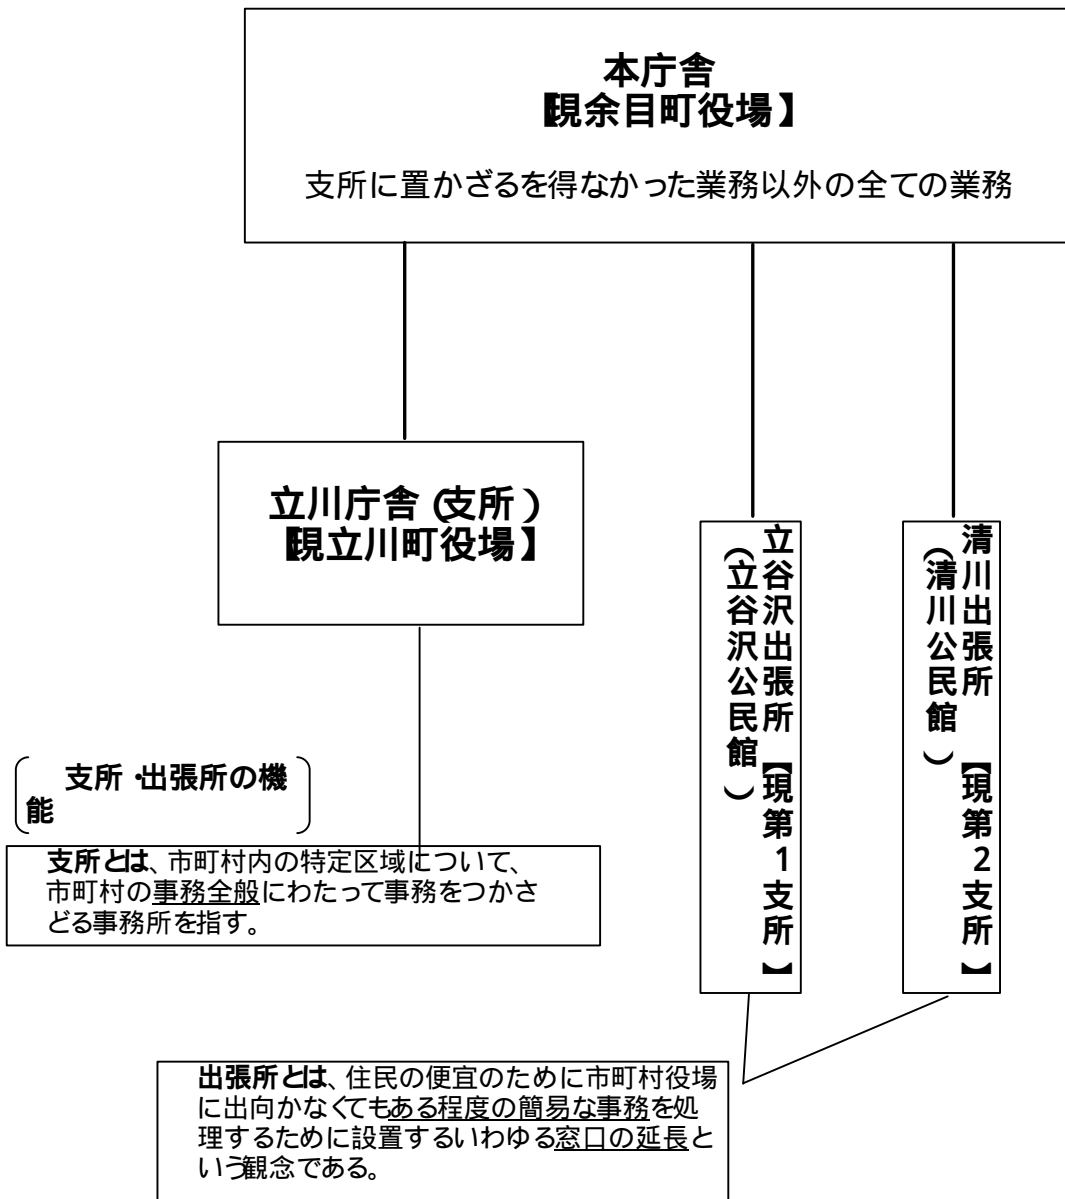 本庁舎
【現余目町役場】
支所に置かざるを得なかった業務以外の全ての業務
立川庁舎(支所)
【現立川町役場】
立谷沢出張所【現第1支所】
(立谷沢公民館)
清川出張所 【現第2支所】
(清川公民館)
支所・出張所の機
能
支所とは、市町村内の特定区域について、
市町村の事務全般にわたって事務をつかさ
どる事務所を指す。
出張所とは、住民の便宜のために市町村役場
に出向かなくてもある程度の簡易な事務を処
理するために設置するいわゆる窓口の延長と
いう観念である。